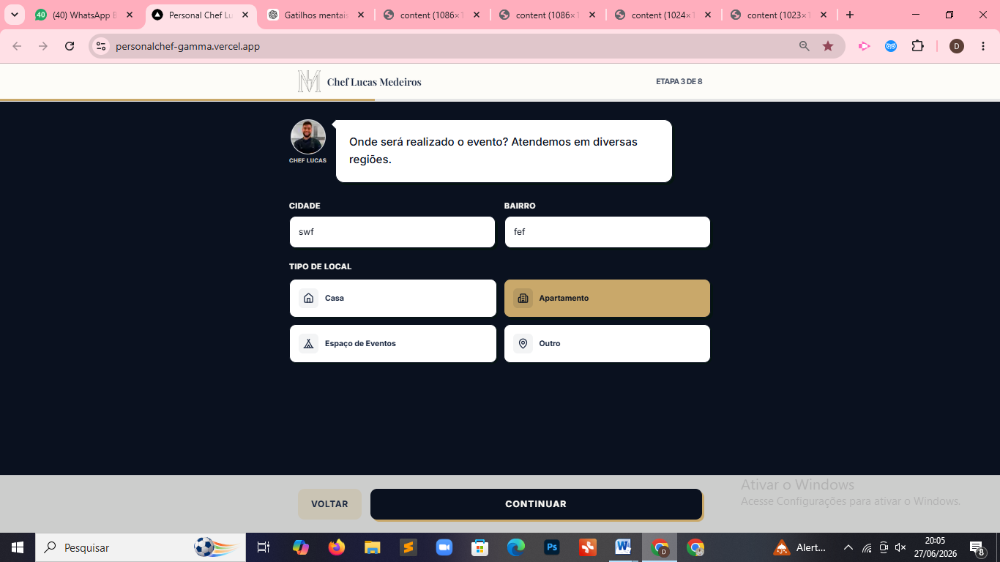 40
(40) WhatsApp B
Personal Chef Lu
Gatilhos mentais
content (1086×1
content (1086×1
content (1024×1
content (1023×1
personalchef-gamma.vercel.app
D
Chef Lucas Medeiros
ETAPA 3 DE 8
Onde será realizado o evento? Atendemos em diversas
regiões.
CHEF LUCAS
CIDADE
BAIRRO
swf
fef
TIPO DE LOCAL
Casa
Apartamento
Espaço de Eventos
Outro
VOLTAR
CONTINUAR
Ativar o Windows
Acesse Configurações para ativar o Windows.
Pesquisar
Ps
W
D
Alert...
20:05
27/06/2026
8